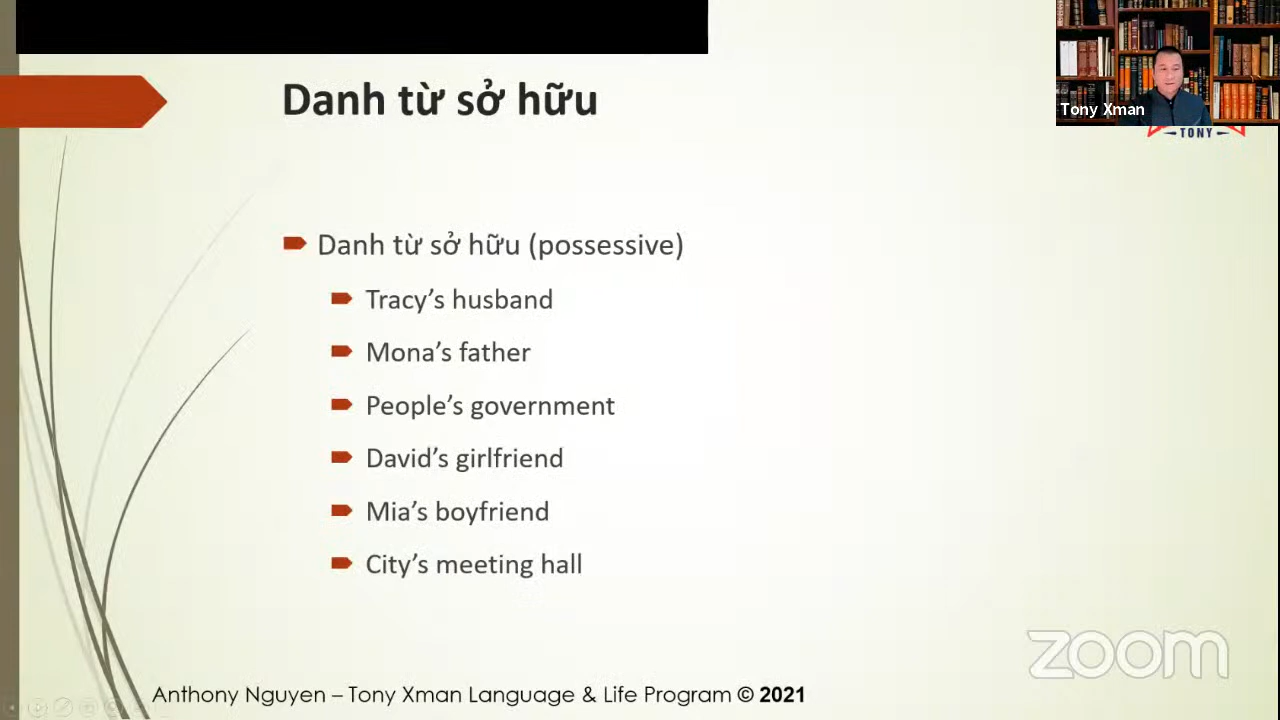 Danh từ sở hữu
Tony Xman
TONY
Danh từ sở hữu (possessive)
Tracy’s husband
Mona’s father
People’s government
David’s girlfriend
Mia’s boyfriend
City’s meeting hall
zoom
Anthony Nguyen – Tony Xman Language & Life Program © 2021